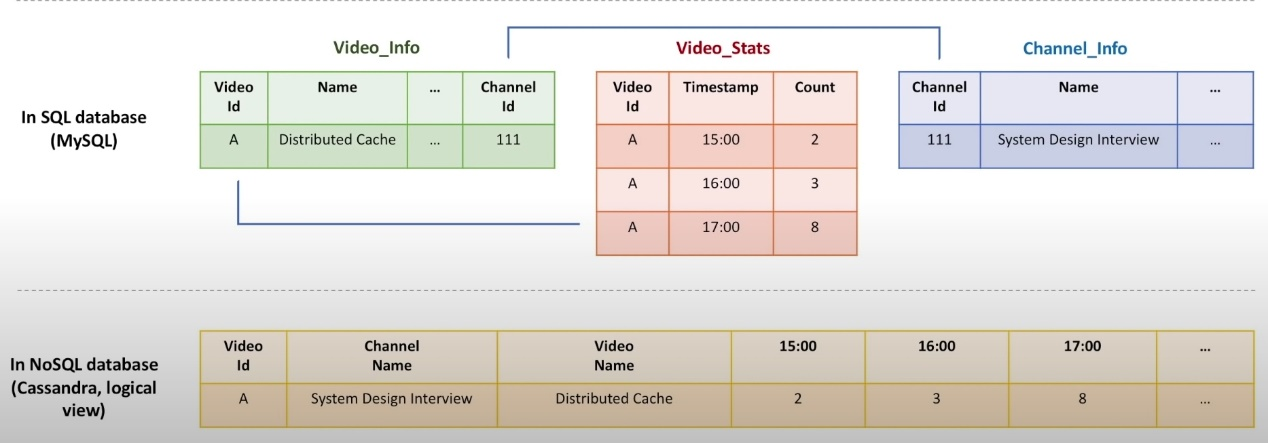 Video_Info
Video_Stats
Channel_Info
In SQL database
(MySQL)
Video
Id
Name
...
Channel
Id
A
Distributed Cache
...
111
Video
Id
Timestamp
Count
A
15:00
2
A
16:00
3
A
17:00
8
Channel
Id
Name
...
111
System Design Interview
...
In NoSQL database
(Cassandra, logical
view)
Video
Id
Channel
Name
Video
Name
15:00
16:00
17:00
...
A
System Design Interview
Distributed Cache
2
3
8
...